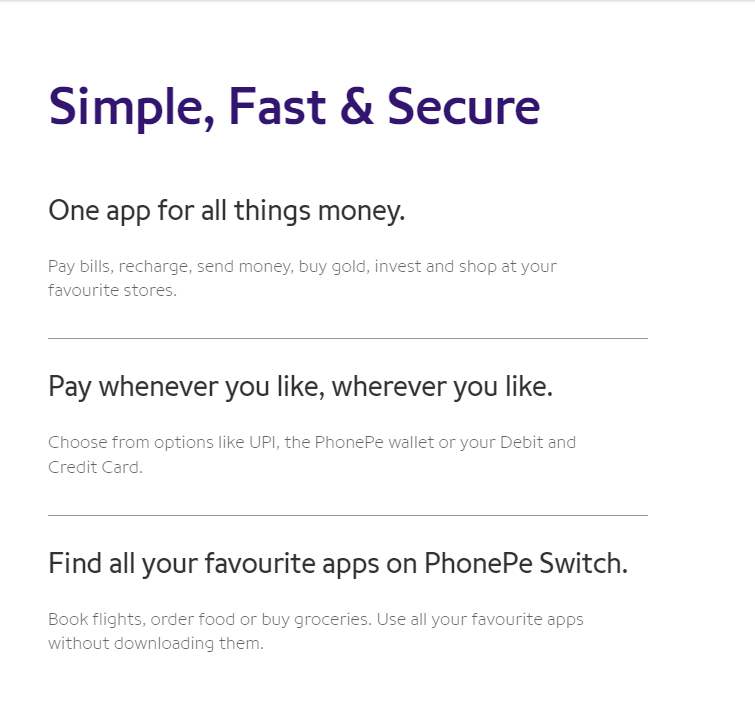 Simple, Fast & Secure
One app for all things money.
Pay bills, recharge, send money, buy gold, invest and shop at your
favourite stores.
Pay whenever you like, wherever you like.
Choose from options like UPI, the PhonePe wallet or your Debit and
Credit Card.
Find all your favourite apps on PhonePe Switch.
Book flights, order food or buy groceries. Use all your favourite apps
without downloading them.